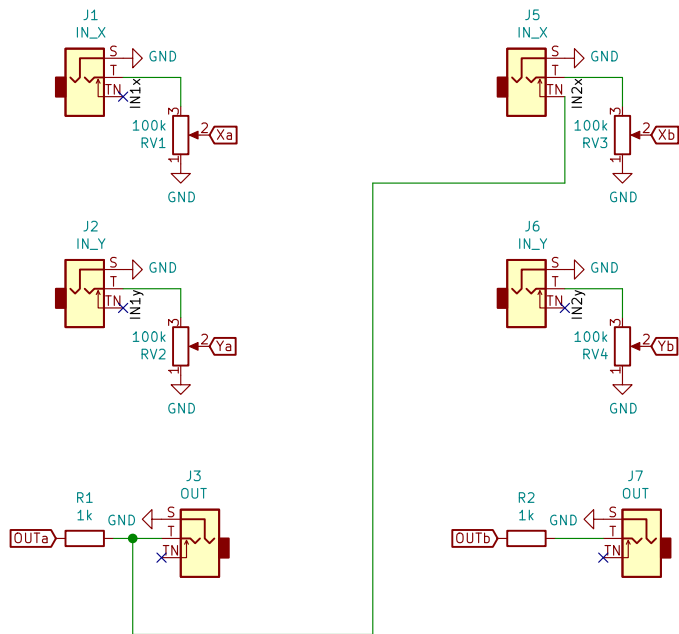 J1
IN_X
S
GND
T
TN
IN1x
3
100k
RV1
2
Xa
1
GND
J5
IN_X
S
GND
T
TN
IN2x
3
100k
RV3
2
Xb
1
GND
J2
IN_Y
S
GND
T
TN
IN1y
3
100k
RV2
2
Ya
1
GND
J6
IN_Y
S
GND
T
TN
IN2y
3
100k
RV4
2
Yb
1
GND
J3
OUT
R1
1k
GND
S
T
TN
OUTa
J7
OUT
R2
1k
GND
S
T
TN
OUTb